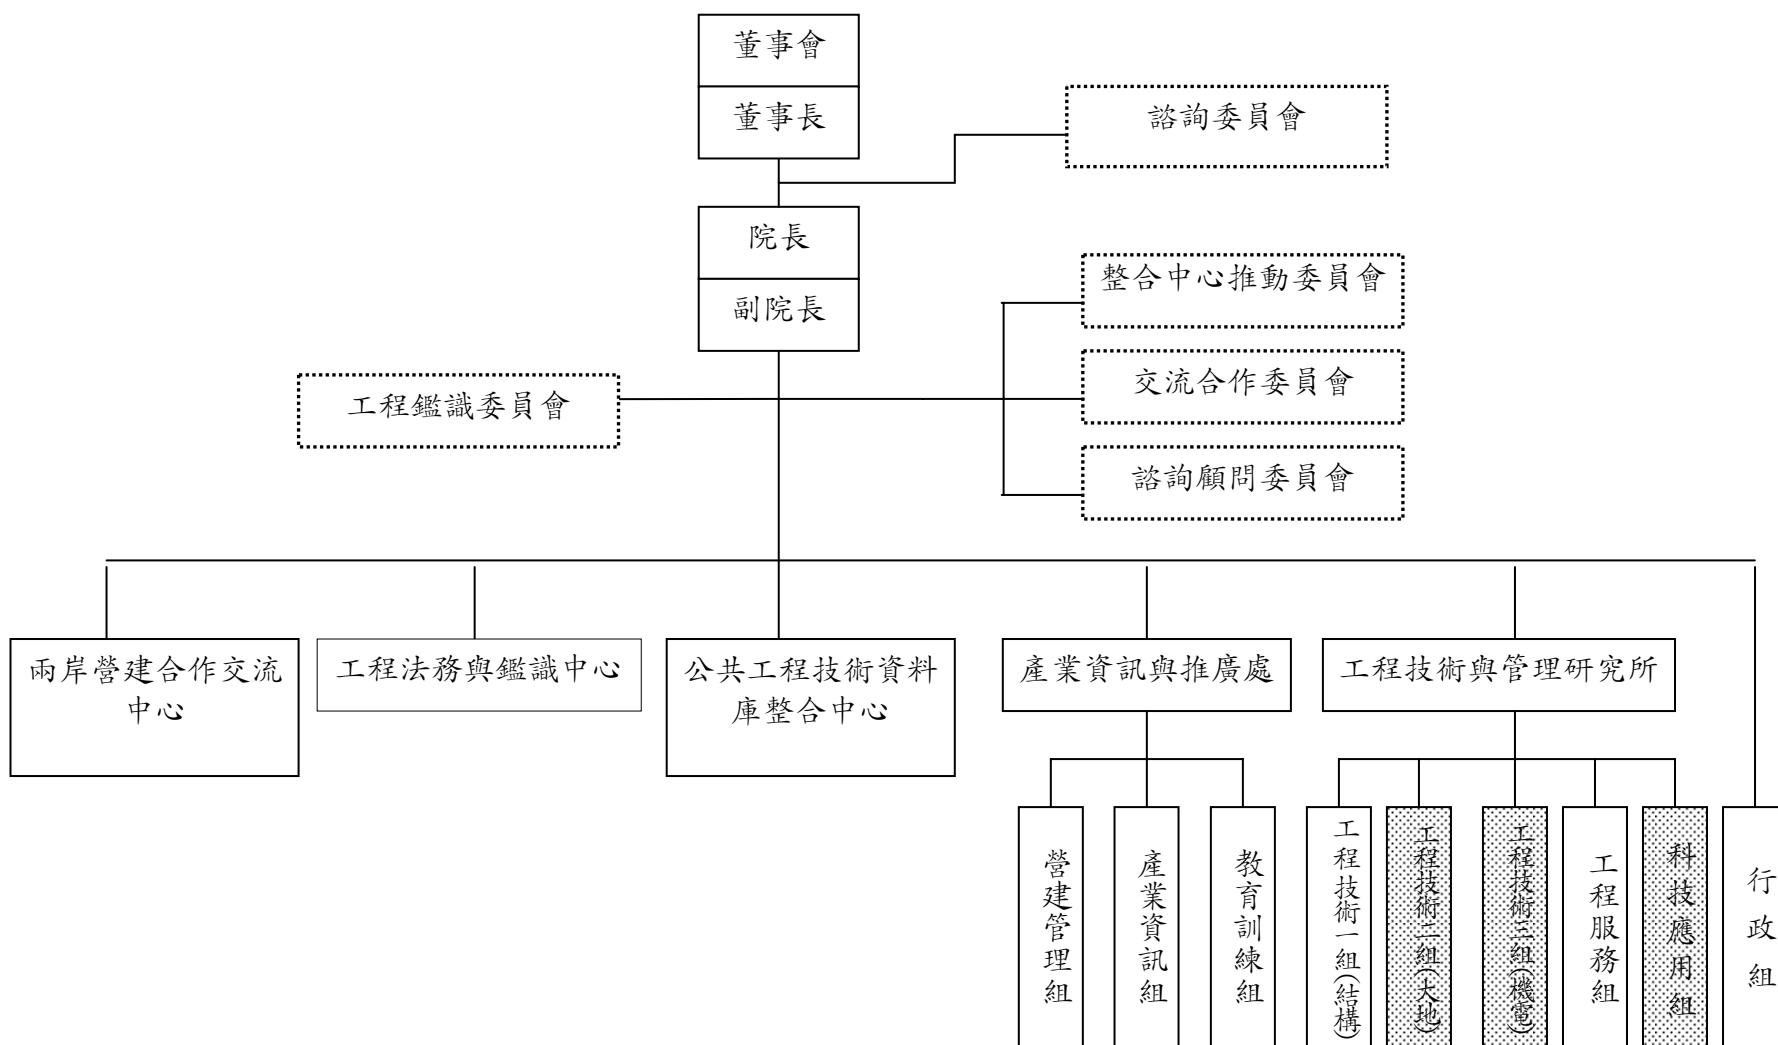 董事會
董事長
諮詢委員會
院長
副院長
整合中心推動委員會
工程鑑識委員會
交流合作委員會
諮詢顧問委員會
兩岸營建合作交流
中心
工程法務與鑑識中心
公共工程技術資料
庫整合中心
產業資訊與推廣處
工程技術與管理研究所
營建管理組
產業資訊組
教育訓練組
工程技術一組(結構)
工程技術二組(大地)
工程技術三組(機電)
工程服務組
科技應用組
行政組